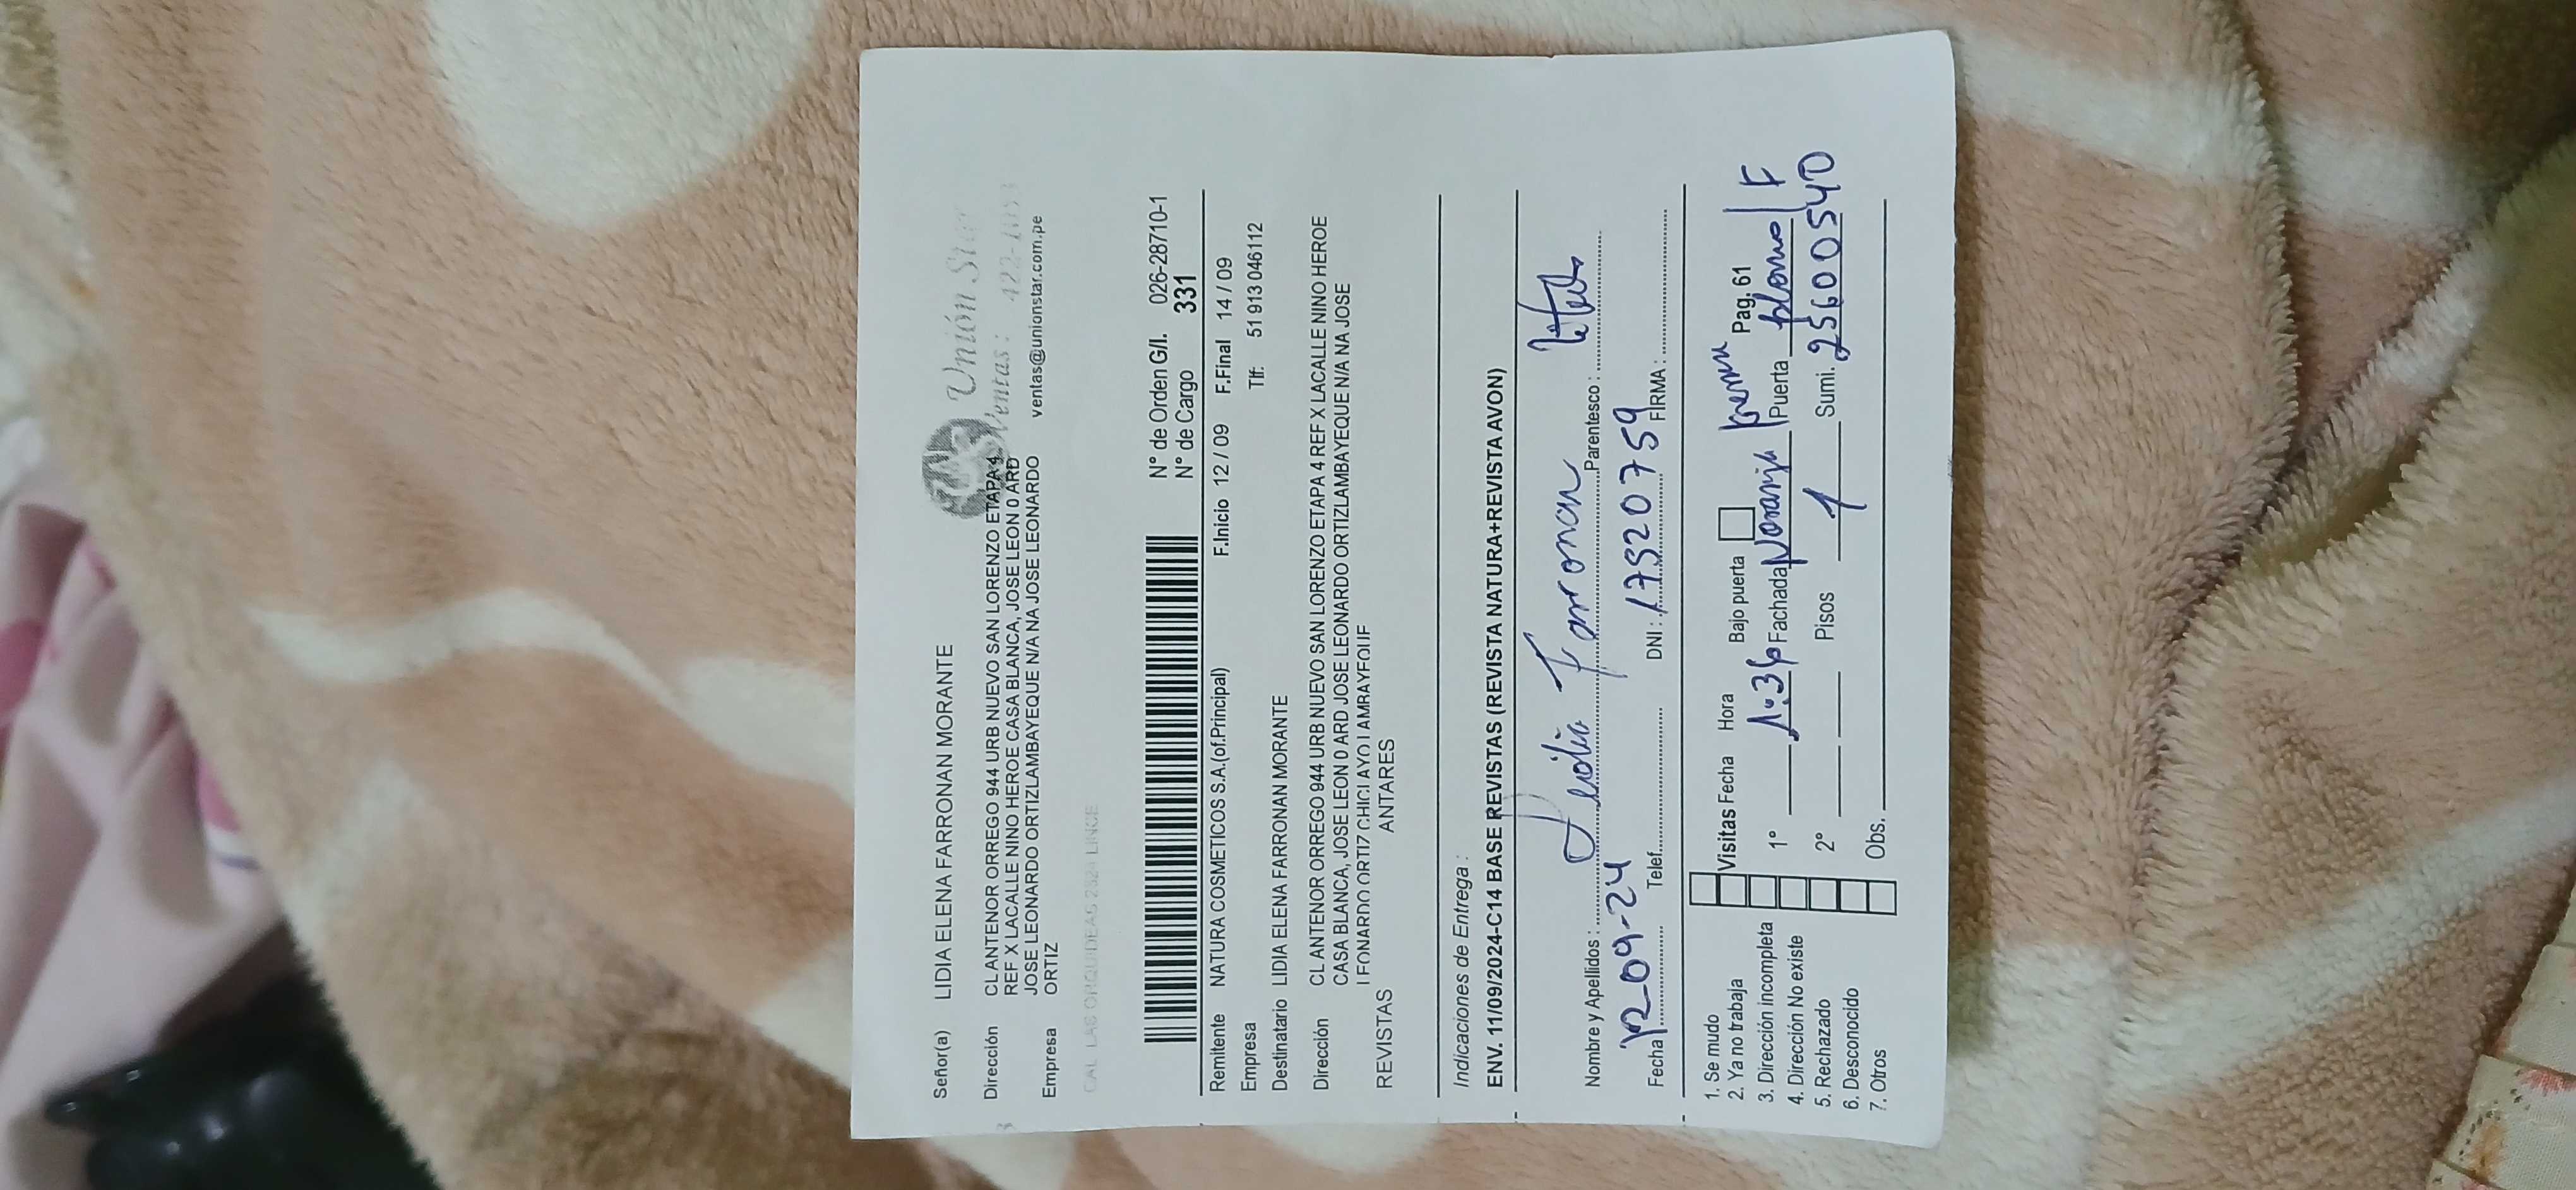 Señor(a) LIDIA ELENA FARRONAN MORANTE
Unión Star
Ventas :
Dirección CL ANTENOR ORREGO 944 URB NUEVO SAN LORENZO ETAPA 4
REF X LACALLE NINO HEROE CASA BLANCA, JOSE LEON 0 ARD
JOSE LEONARDO ORTIZLAMBAYEQUE N/A NA JOSE LEONARDO
ventas@unionstar.com.pe
Empresa ORTIZ
N° de Orden G/I. 026-28710-1
N° de Cargo 331
Remitente NATURA COSMETICOS S.A.(of.Principal) F.Inicio 12 / 09 F.Final 14 / 09
Empresa Tlf: 51 913 046112
Destinatario LIDIA ELENA FARRONAN MORANTE
Dirección CL ANTENOR ORREGO 944 URB NUEVO SAN LORENZO ETAPA 4 REF X LACALLE NINO HEROE
CASA BLANCA, JOSE LEON 0 ARD JOSE LEONARDO ORTIZLAMBAYEQUE N/A NA JOSE
REVISTAS ANTARES
Indicaciones de Entrega :
ENV. 11/09/2024-C14 BASE REVISTAS (REVISTA NATURA+REVISTA AVON)
Nombre y Apellidos : Lidia Farronan Parentesco : titular
Fecha 12-09-24 Telef. DNI : 17520759 FIRMA :
1. Se mudo
2. Ya no trabaja
3. Dirección incompleta
4. Dirección No existe
5. Rechazado
6. Desconocido
7. Otros
Visitas Fecha Hora Bajo puerta Pag. 61
1° Fachada Naranja Puerta plomo F
2° Pisos 1 Sumi. 25600540
Obs.